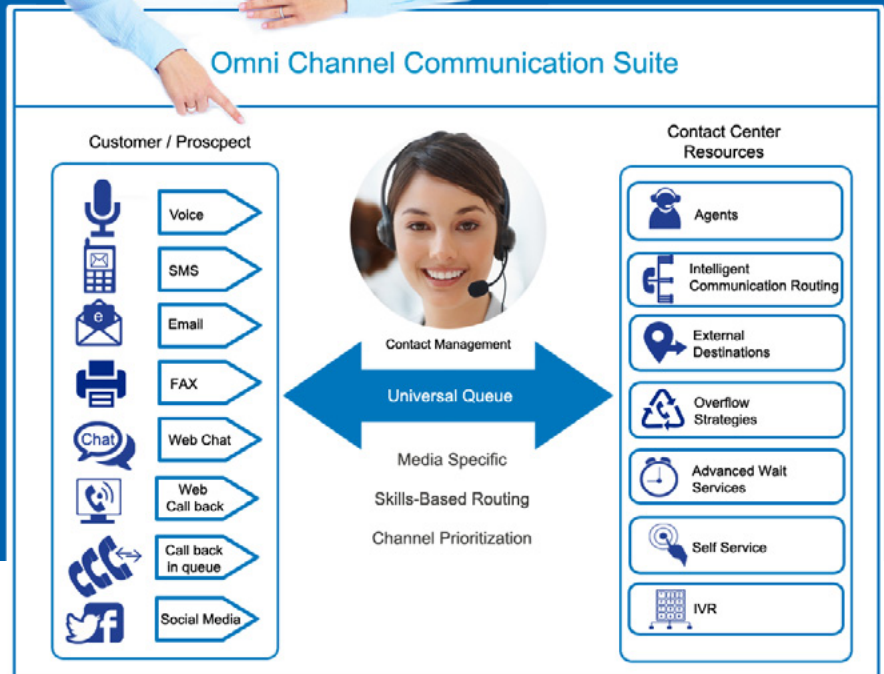 Omni Channel Communication Suite
Customer / Proscpect
Voice
SMS
e
Email
FAX
Chat
Web Chat
Web
Call back
Call back
in queue
Social Media
Contact Management
Universal Queue
Media Specific
Skills-Based Routing
Channel Prioritization
Contact Center
Resources
Agents
Intelligent
Communication Routing
External
Destinations
Overflow
Strategies
Advanced Wait
Services
Self Service
IVR